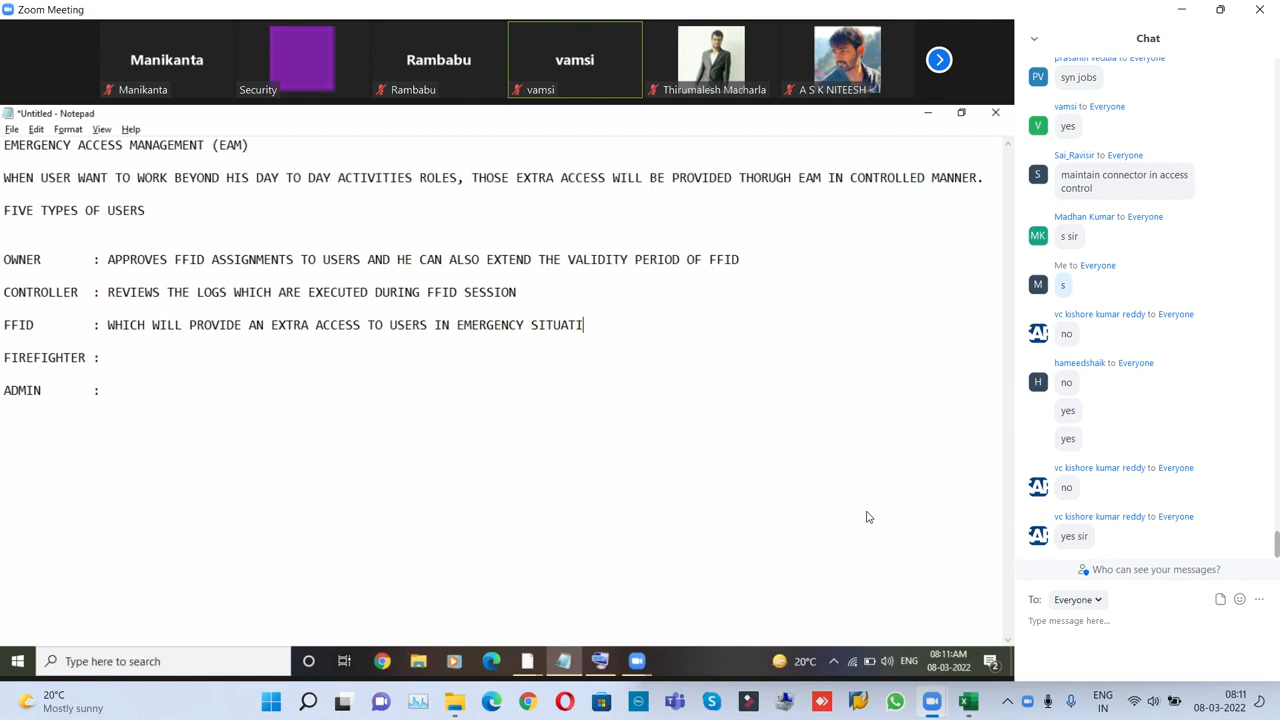 Zoom Meeting
Manikanta
Rambabu
vamsi
Manikanta
Security
Rambabu
vamsi
Thirumalesh Macharla
A S K NITEESH
*Untitled - Notepad
File Edit Format View Help
EMERGENCY ACCESS MANAGEMENT (EAM)
WHEN USER WANT TO WORK BEYOND HIS DAY TO DAY ACTIVITIES ROLES, THOSE EXTRA ACCESS WILL BE PROVIDED THORUGH EAM IN CONTROLLED MANNER.
FIVE TYPES OF USERS
OWNER : APPROVES FFID ASSIGNMENTS TO USERS AND HE CAN ALSO EXTEND THE VALIDITY PERIOD OF FFID
CONTROLLER : REVIEWS THE LOGS WHICH ARE EXECUTED DURING FFID SESSION
FFID : WHICH WILL PROVIDE AN EXTRA ACCESS TO USERS IN EMERGENCY SITUATI
FIREFIGHTER :
ADMIN :
Type here to search
20°C
ENG
08:11:AM
08-03-2022
2
Chat
prasanth vedula to Everyone
PV
syn jobs
vamsi to Everyone
V
yes
Sai_Ravisir to Everyone
S
maintain connector in access
control
Madhan Kumar to Everyone
MK
s sir
Me to Everyone
M
s
vc kishore kumar reddy to Everyone
no
hameedshaik to Everyone
H
no
yes
yes
vc kishore kumar reddy to Everyone
no
vc kishore kumar reddy to Everyone
yes sir
Who can see your messages?
To: Everyone
Type message here...
20°C
Mostly sunny
ENG
IN
08:11
08-03-2022